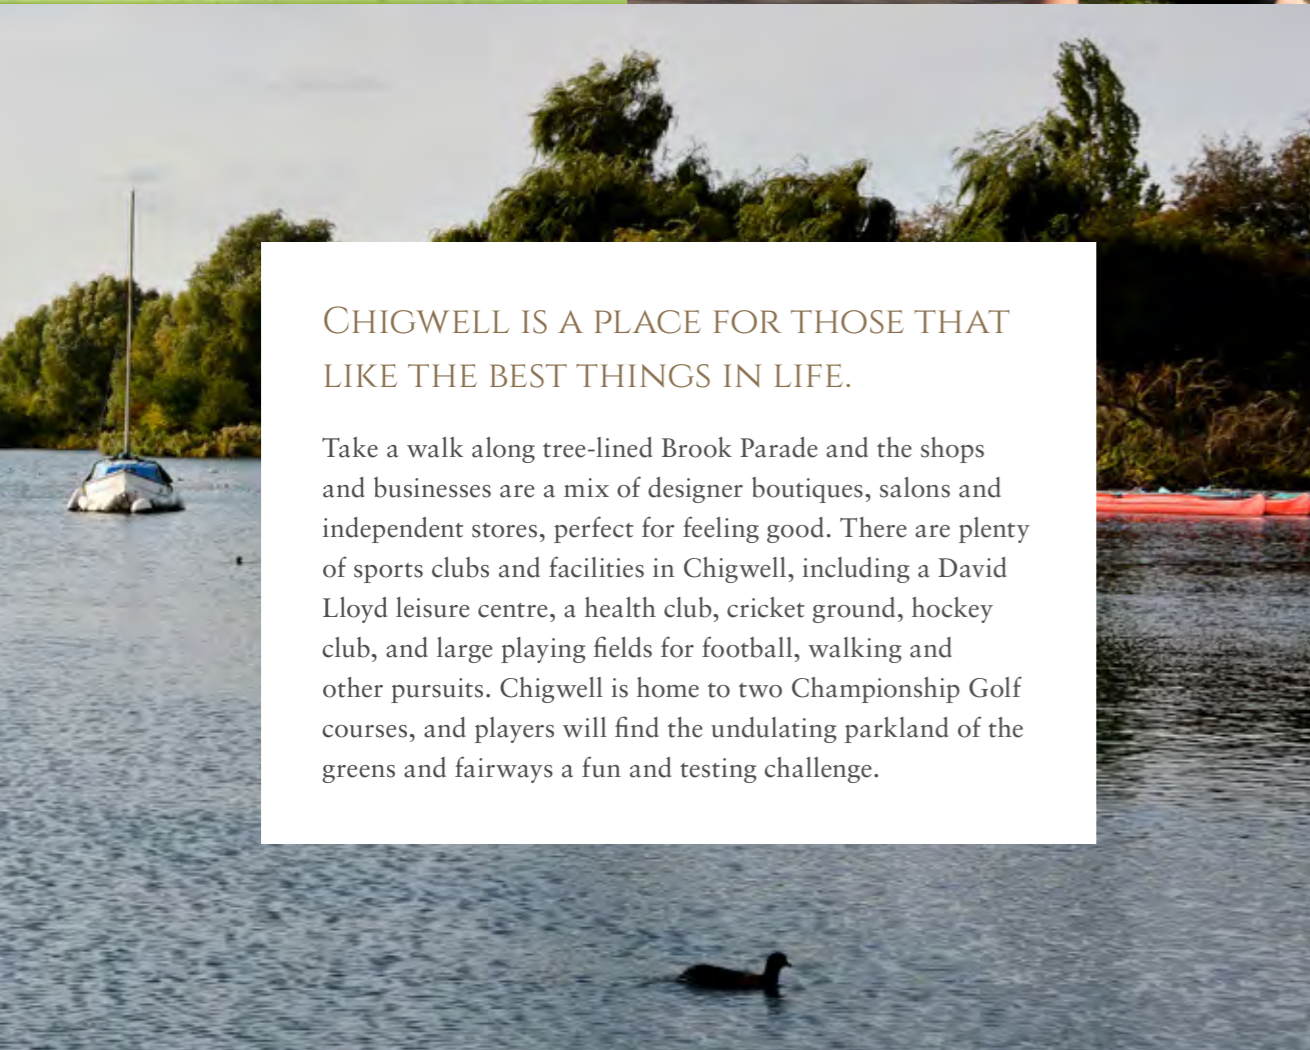 Chigwell is a place for those that
like the best things in life.
Take a walk along tree-lined Brook Parade and the shops
and businesses are a mix of designer boutiques, salons and
independent stores, perfect for feeling good. There are plenty
of sports clubs and facilities in Chigwell, including a David
Lloyd leisure centre, a health club, cricket ground, hockey
club, and large playing fields for football, walking and
other pursuits. Chigwell is home to two Championship Golf
courses, and players will find the undulating parkland of the
greens and fairways a fun and testing challenge.